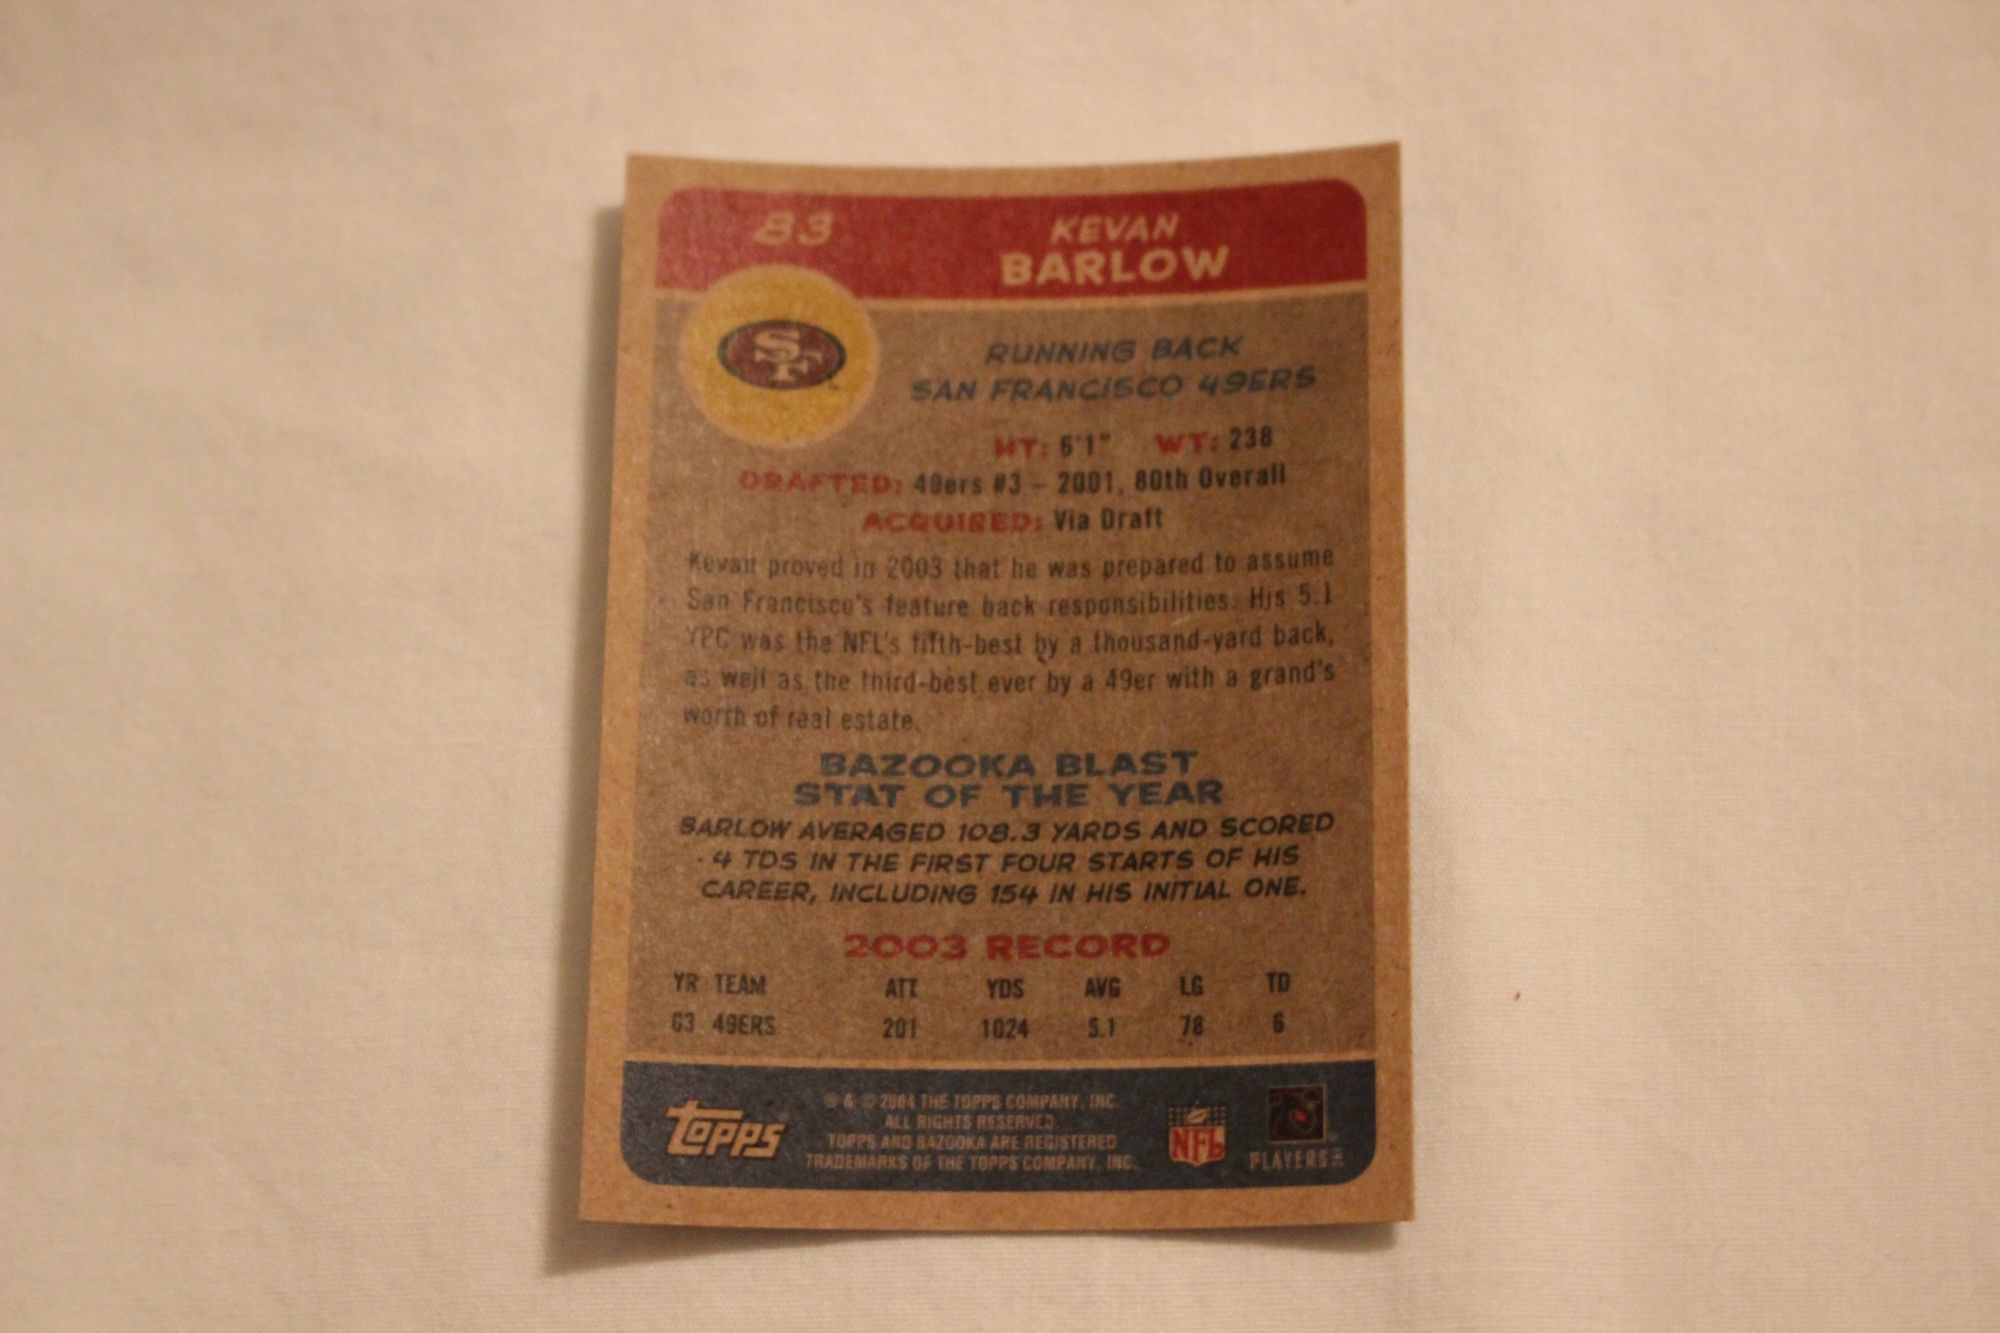 83
KEVAN
BARLOW
SF
RUNNING BACK
SAN FRANCISCO 49ERS
HT: 6'1" WT: 238
DRAFTED: 49ers #3 – 2001, 80th Overall
ACQUIRED: Via Draft
Kevan proved in 2003 that he was prepared to assume
San Francisco's feature back responsibilities. His 5.1
YPC was the NFL's fifth-best by a thousand-yard back,
as well as the third-best ever by a 49er with a grand's
worth of real estate.
BAZOOKA BLAST
STAT OF THE YEAR
BARLOW AVERAGED 108.3 YARDS AND SCORED
4 TDS IN THE FIRST FOUR STARTS OF HIS
CAREER, INCLUDING 154 IN HIS INITIAL ONE.
2003 RECORD
YR TEAM ATT YDS AVG LG TD
03 49ERS 201 1024 5.1 78 6
topps
® & © 2004 THE TOPPS COMPANY, INC.
ALL RIGHTS RESERVED.
TOPPS AND BAZOOKA ARE REGISTERED
TRADEMARKS OF THE TOPPS COMPANY, INC.
NFL
PLAYERS INC